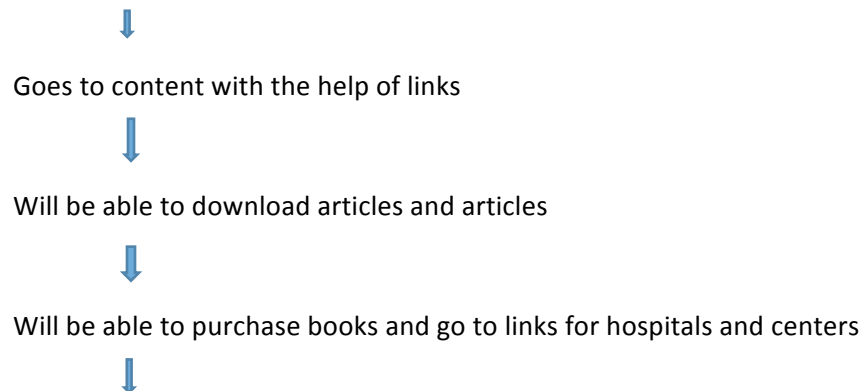 Goes to content with the help of links
Will be able to download articles and articles
Will be able to purchase books and go to links for hospitals and centers